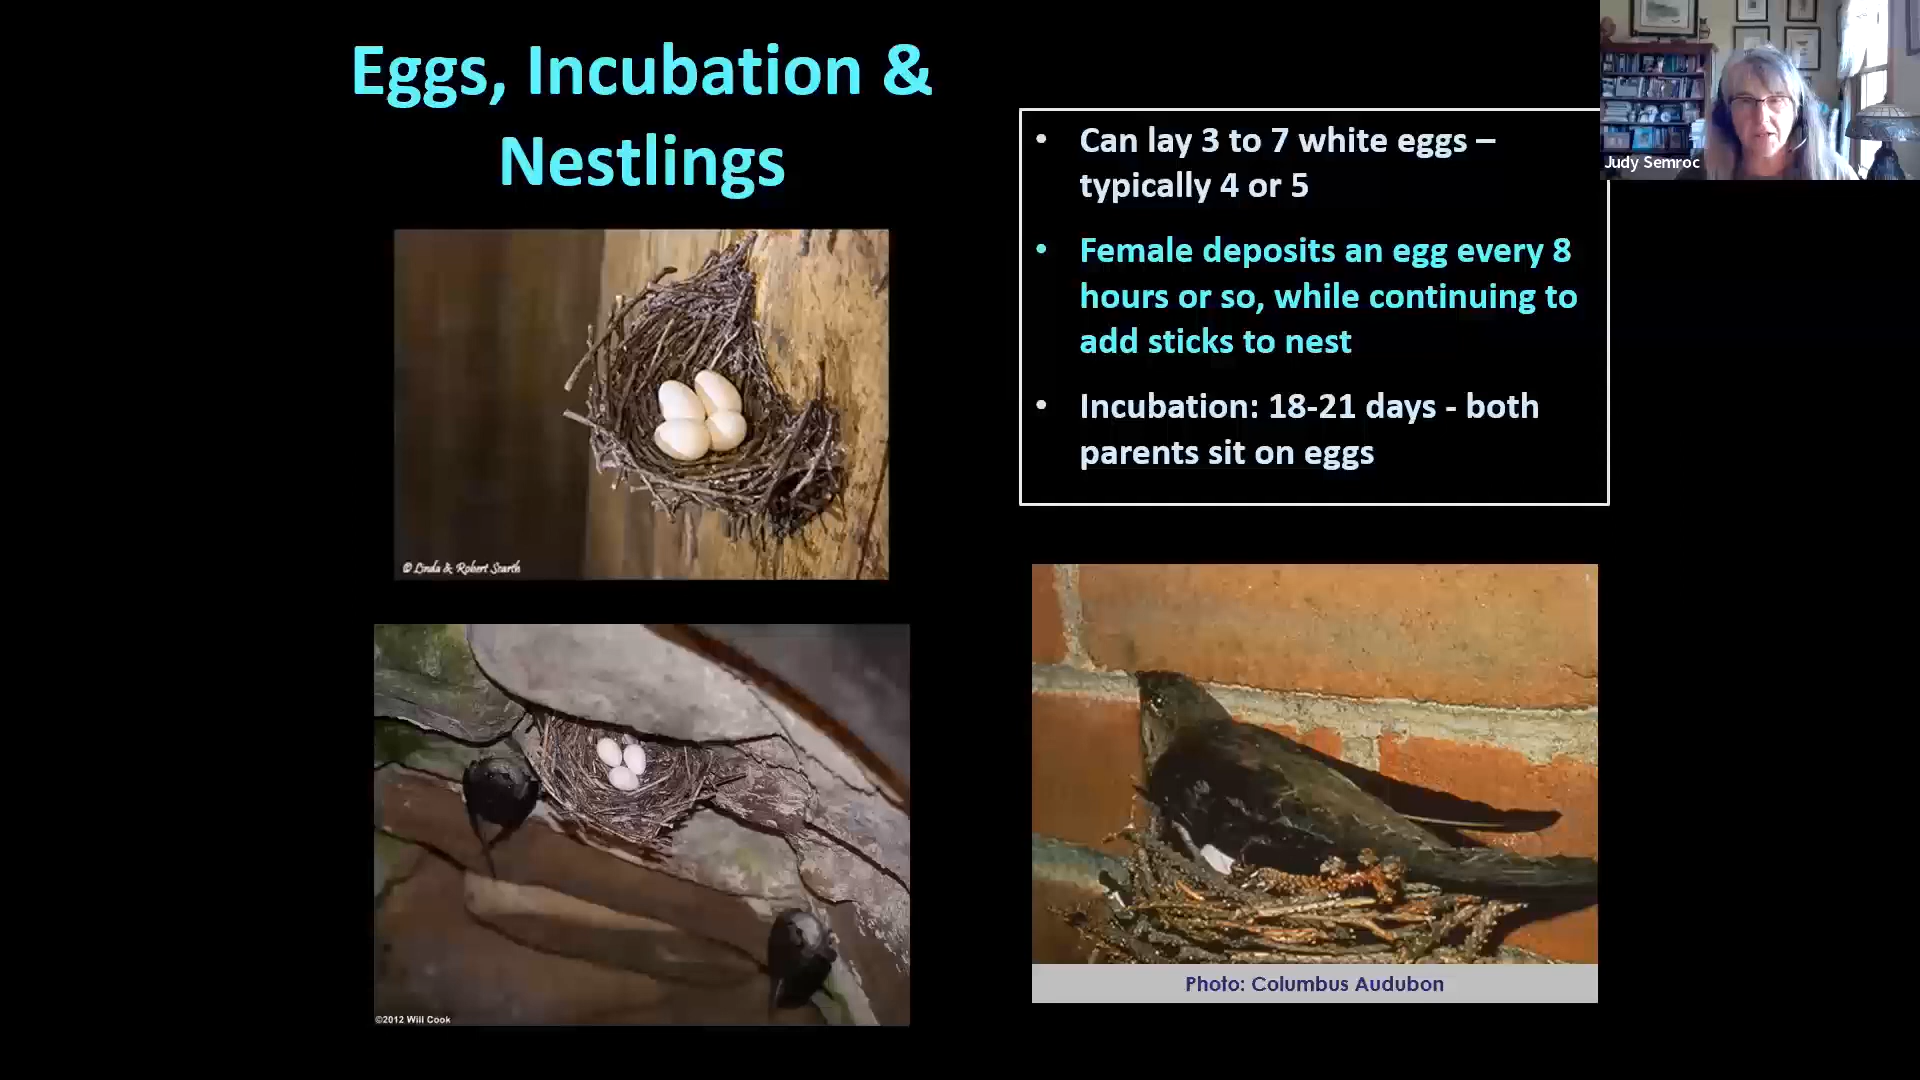 Eggs, Incubation &
Nestlings
• Can lay 3 to 7 white eggs –
typically 4 or 5
• Female deposits an egg every 8
hours or so, while continuing to
add sticks to nest
• Incubation: 18-21 days - both
parents sit on eggs
Judy Semroc
© Linda & Robert Scarth
©2012 Will Cook
Photo: Columbus Audubon